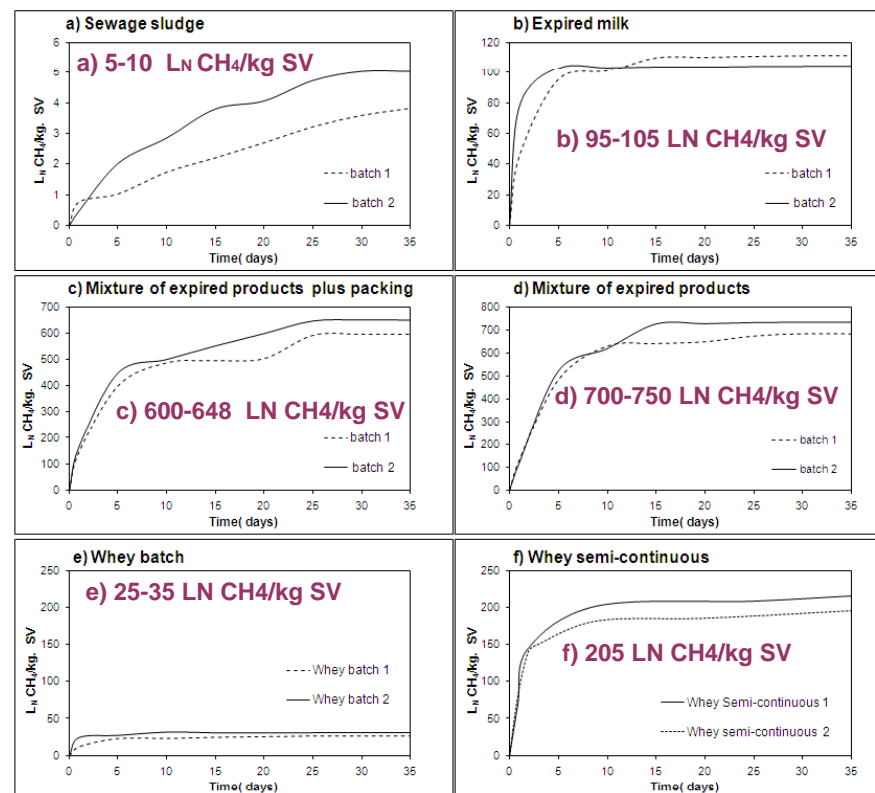 a) Sewage sludge
a) 5-10 LN CH4/kg SV
LN CH4/kg. SV
6
5
4
3
2
1
0
batch 1
batch 2
0 5 10 15 20 25 30 35
Time( days)
b) Expired milk
b) 95-105 LN CH4/kg SV
LN CH4/kg. SV
120
100
80
60
40
20
0
batch 1
batch 2
0 5 10 15 20 25 30 35
Time( days)
c) Mixture of expired products plus packing
c) 600-648 LN CH4/kg SV
LN CH4/kg. SV
700
600
500
400
300
200
100
0
batch 1
batch 2
0 5 10 15 20 25 30 35
Time( days)
d) Mixture of expired products
d) 700-750 LN CH4/kg SV
LN CH4/kg. SV
800
700
600
500
400
300
200
100
0
batch 1
batch 2
0 5 10 15 20 25 30 35
Time( days)
e) Whey batch
e) 25-35 LN CH4/kg SV
LN CH4/kg. SV
250
200
150
100
50
0
Whey batch 1
Whey batch 2
0 5 10 15 20 25 30 35
Time( days)
f) Whey semi-continuous
f) 205 LN CH4/kg SV
LN CH4/kg. SV
250
200
150
100
50
0
Whey Semi-continuous 1
Whey semi-continuous 2
0 5 10 15 20 25 30 35
Time( days)